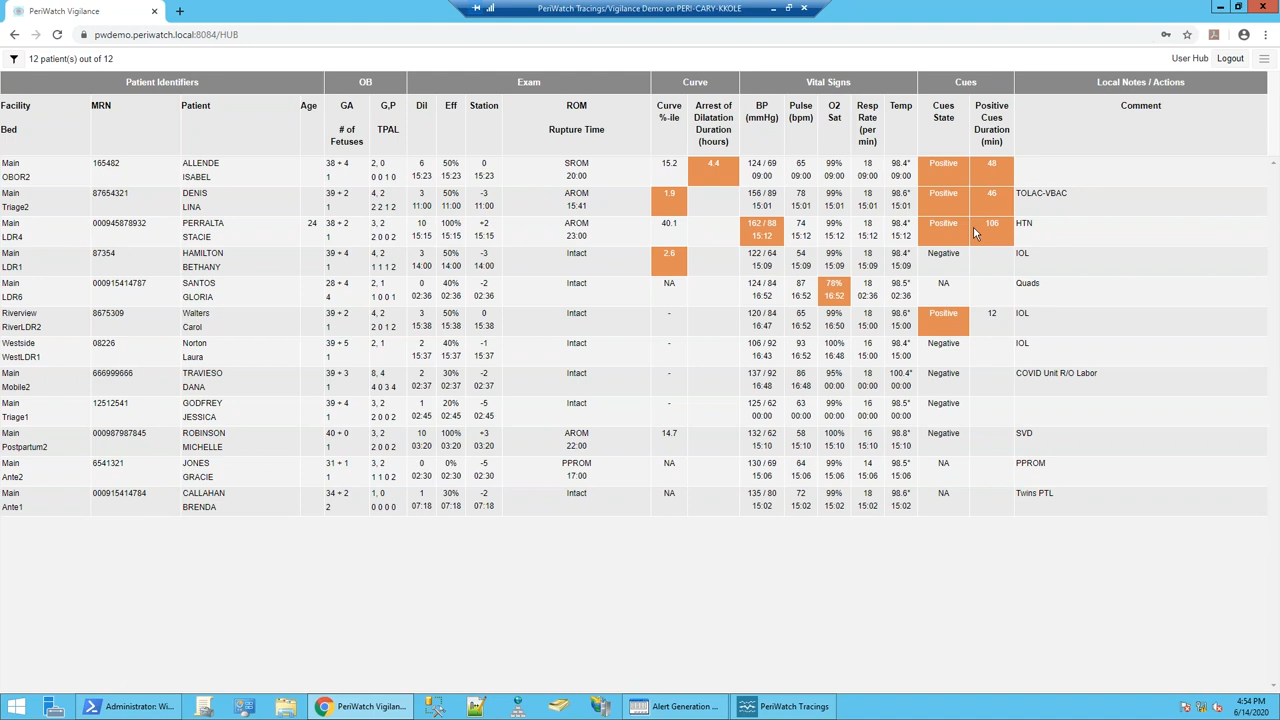 PeriWatch Vigilance
PeriWatch Tracings/Vigilance Demo on PERI-CARY-KKOLE
pwdemo.periwatch.local:8084/HUB
12 patient(s) out of 12
User Hub Logout
Patient Identifiers OB Exam Curve Vital Signs Cues Local Notes / Actions
Facility MRN Patient Age GA G,P Dil Eff Station ROM Curve Arrest of BP Pulse O2 Resp Temp Cues Positive Comment
%-ile Dilatation (mmHg) (bpm) Sat Rate State Cues
Bed # of TPAL Rupture Time Duration (per Duration
Fetuses (hours) min) (min)
Main 165482 ALLENDE 38 + 4 2, 0 6 50% 0 SROM 15.2 4.4 124 / 69 65 99% 18 98.4° Positive 48
OBOR2 ISABEL 1 0 0 1 0 15:23 15:23 15:23 20:00 09:00 09:00 09:00 09:00 09:00
Main 87654321 DENIS 39 + 2 4, 2 3 50% -3 AROM 1.9 156 / 89 78 99% 18 98.6° Positive 46 TOLAC-VBAC
Triage2 LINA 1 2 2 1 2 11:00 11:00 11:00 15:41 15:01 15:01 15:01 15:01 15:01
Main 000945878932 PERRALTA 24 38 + 2 3, 2 10 100% +2 AROM 40.1 162 / 88 74 99% 18 98.4° Positive 106 HTN
LDR4 STACIE 1 2 0 0 2 15:15 15:15 15:15 23:00 15:12 15:12 15:12 15:12 15:12
Main 87354 HAMILTON 39 + 4 4, 2 3 50% -3 Intact 2.6 122 / 64 54 99% 18 98.4° Negative IOL
LDR1 BETHANY 1 1 1 1 2 14:00 14:00 14:00 15:09 15:09 15:09 15:09 15:09
Main 000915414787 SANTOS 28 + 4 2, 1 0 40% -2 Intact NA 124 / 84 87 78% 18 98.5° NA Quads
LDR6 GLORIA 4 1 0 0 1 02:36 02:36 02:36 16:52 16:52 16:52 02:36 02:36
Riverview 8675309 Walters 39 + 2 4, 2 3 50% 0 Intact - 120 / 84 65 99% 18 98.6° Positive 12 IOL
RiverLDR2 Carol 1 2 0 1 2 15:38 15:38 15:38 16:47 16:52 16:50 15:00 15:00
Westside 08226 Norton 39 + 5 2, 1 2 40% -1 Intact - 106 / 92 93 100% 16 98.4° Negative IOL
WestLDR1 Laura 1 15:37 15:37 15:37 16:43 16:52 16:48 15:00 15:00
Main 666999666 TRAVIESO 39 + 3 8, 4 2 30% -2 Intact - 137 / 92 86 95% 18 100.4° Negative COVID Unit R/O Labor
Mobile2 DANA 1 4 0 3 4 02:37 02:37 02:37 16:48 16:48 00:00 00:00 00:00
Main 12512541 GODFREY 39 + 4 3, 2 1 20% -5 Intact - 125 / 62 63 99% 16 98.5° Negative
Triage1 JESSICA 1 2 0 0 2 02:45 02:45 02:45 00:00 00:00 00:00 00:00 00:00
Main 000987987845 ROBINSON 40 + 0 3, 2 10 100% +3 AROM 14.7 132 / 62 58 100% 16 98.8° Negative SVD
Postpartum2 MICHELLE 1 2 0 0 2 03:20 03:20 03:20 22:00 15:10 15:10 15:10 15:10 15:10
Main 6541321 JONES 31 + 1 3, 2 0 0% -5 PPROM NA 130 / 69 64 99% 14 98.5° NA PPROM
Ante2 GRACIE 1 1 1 0 2 02:30 02:30 02:30 17:00 15:06 15:06 15:06 15:06 15:06
Main 000915414784 CALLAHAN 34 + 2 1, 0 1 30% -2 Intact NA 135 / 80 72 99% 18 98.6° NA Twins PTL
Ante1 BRENDA 2 0 0 0 0 07:18 07:18 07:18 15:02 15:02 15:02 15:02 15:02
Administrator: Wi... PeriWatch Vigilan... Alert Generation ... PeriWatch Tracings 4:54 PM
6/14/2020